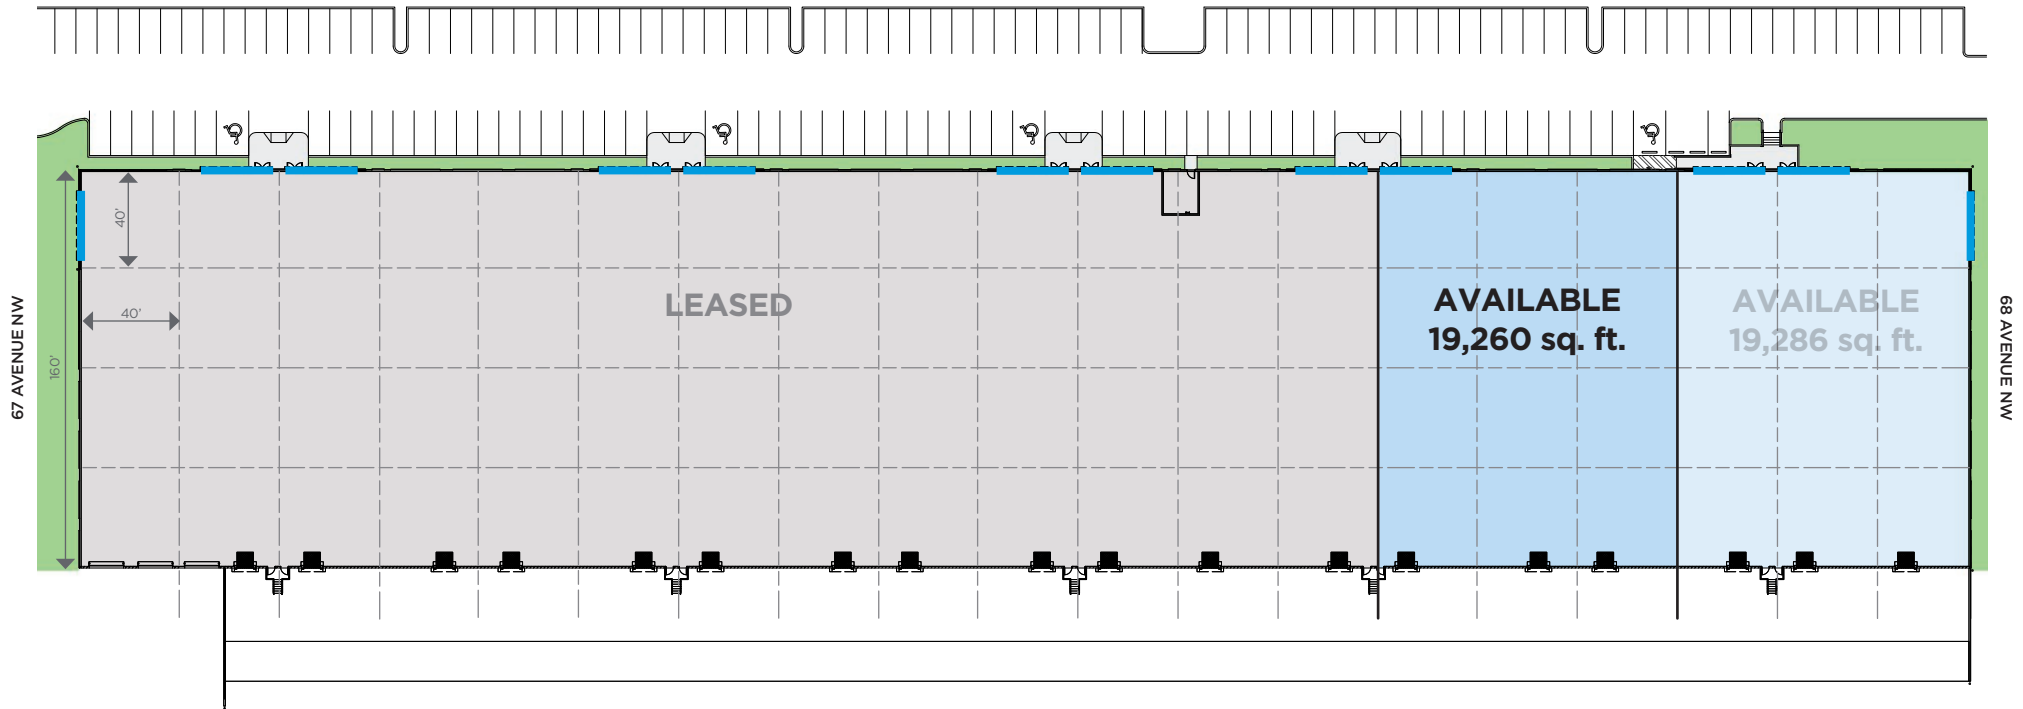 40'
40'
160'
67 AVENUE NW
LEASED
AVAILABLE
19,260 sq. ft.
AVAILABLE
19,286 sq. ft.
68 AVENUE NW